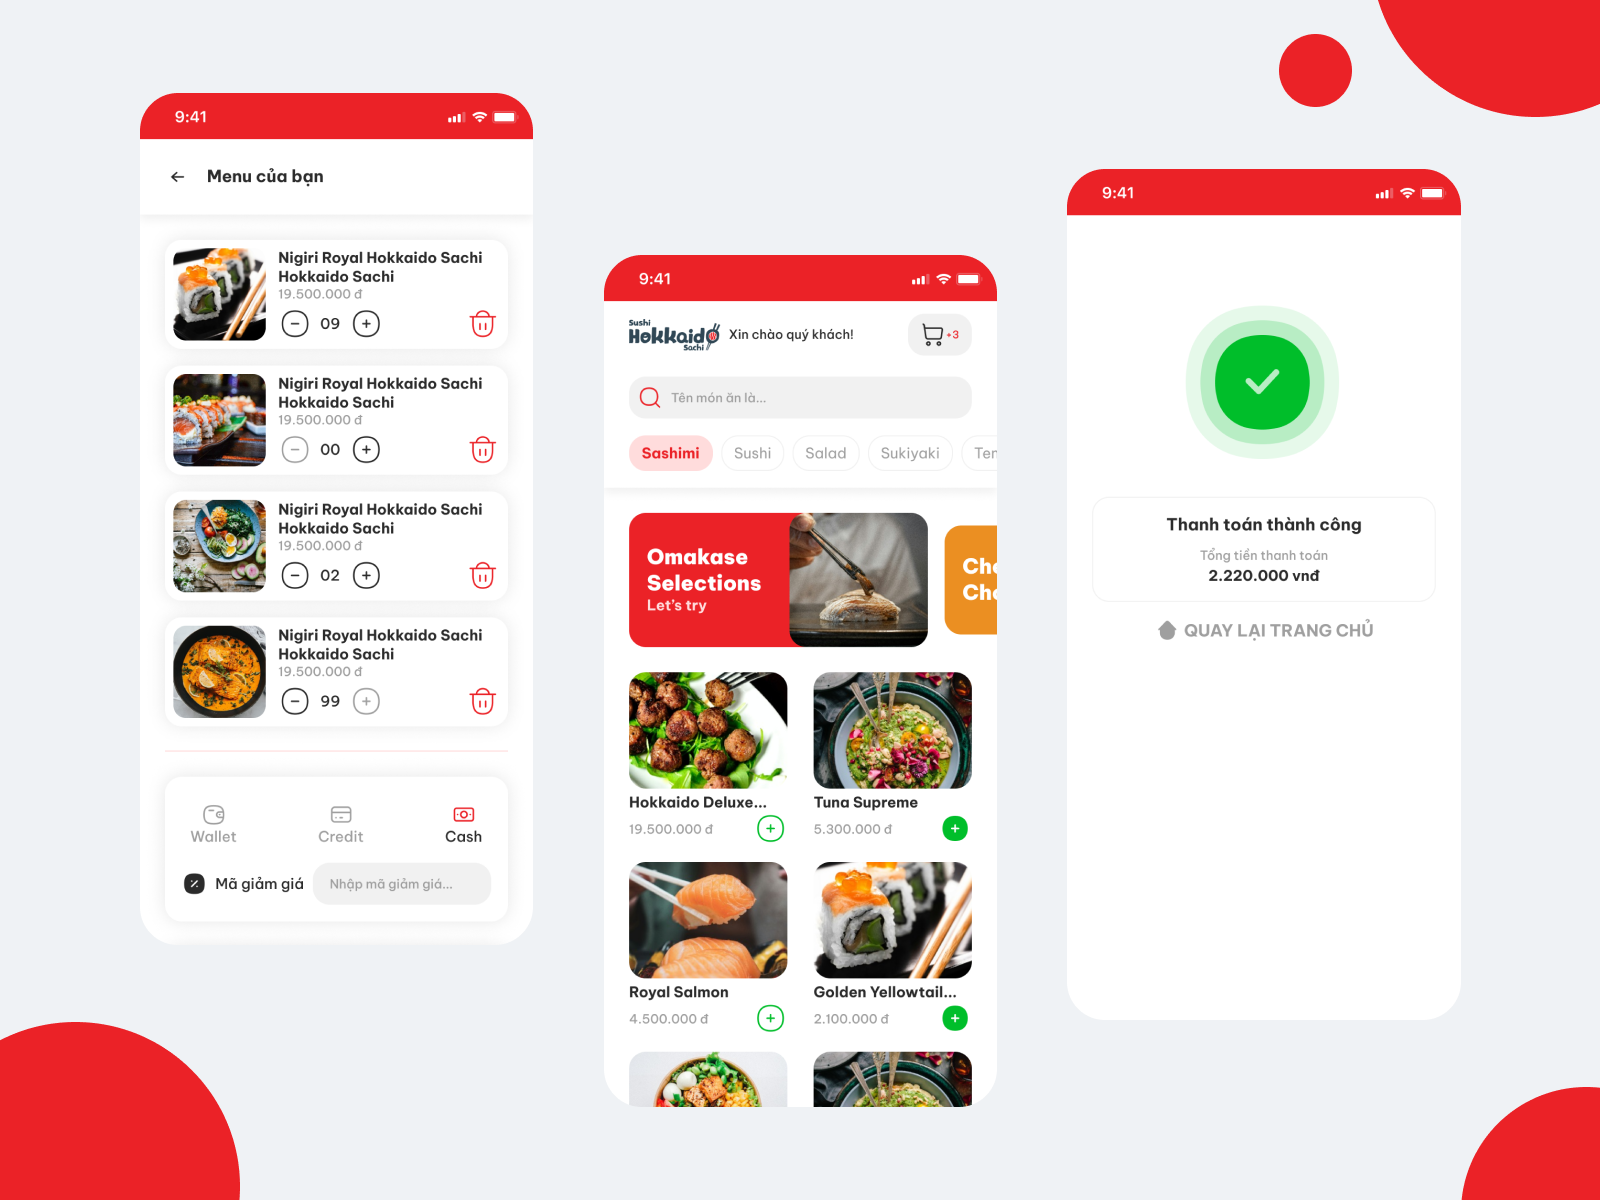 9:41
Menu của bạn
Nigiri Royal Hokkaido Sachi
Hokkaido Sachi
19.500.000 đ
09
Nigiri Royal Hokkaido Sachi
Hokkaido Sachi
19.500.000 đ
00
Nigiri Royal Hokkaido Sachi
Hokkaido Sachi
19.500.000 đ
02
Nigiri Royal Hokkaido Sachi
Hokkaido Sachi
19.500.000 đ
99
Wallet Credit Cash
Mã giảm giá Nhập mã giảm giá...
9:41
Sushi
Hokkaido
Sachi
Xin chào quý khách!
+3
Tên món ăn là...
Sashimi Sushi Salad Sukiyaki Ten
Omakase
Selections
Let's try
Che
Che
Hokkaido Deluxe... Tuna Supreme
19.500.000 đ 5.300.000 đ
Royal Salmon Golden Yellowtail...
4.500.000 đ 2.100.000 đ
9:41
Thanh toán thành công
Tổng tiền thanh toán
2.220.000 vnđ
QUAY LẠI TRANG CHỦ